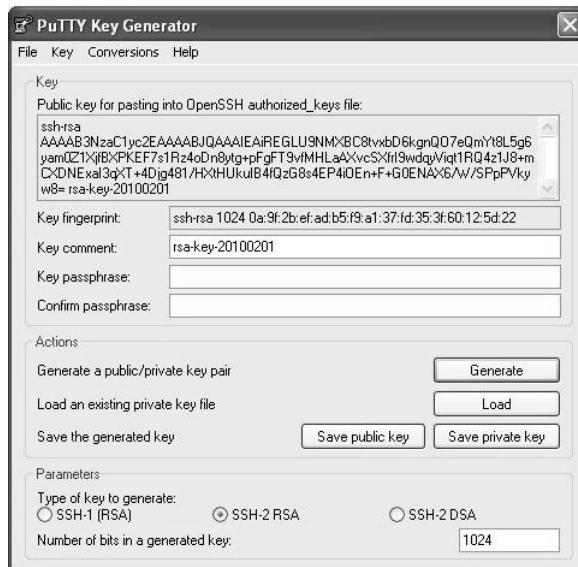 PuTTY Key Generator
File Key Conversions Help
Key
Public key for pasting into OpenSSH authorized_keys file:
ssh-rsa
AAAAB3NzaC1yc2EAAAABJQAAAIEAiREGLU9NMXBC8tvxbD6kgnQO7eQmYt8L5g6
yam0Z1XjfBXPKEF7s1Rz4oDn8ytg+pFgFT9vfMHLaAXvcSXfrI9wdqyViqt1RQ4z1J8+m
CXDNExal3qXT+4Djg481/HXtHUkuIB4fQzG8s4EP4iOEn+F+G0ENAX6/W/SPpPVky
w8= rsa-key-20100201
Key fingerprint: ssh-rsa 1024 0a:9f:2b:ef:ad:b5:f9:a1:37:fd:35:3f:60:12:5d:22
Key comment: rsa-key-20100201
Key passphrase:
Confirm passphrase:
Actions
Generate a public/private key pair Generate
Load an existing private key file Load
Save the generated key Save public key Save private key
Parameters
Type of key to generate:
SSH-1 (RSA) SSH-2 RSA SSH-2 DSA
Number of bits in a generated key: 1024